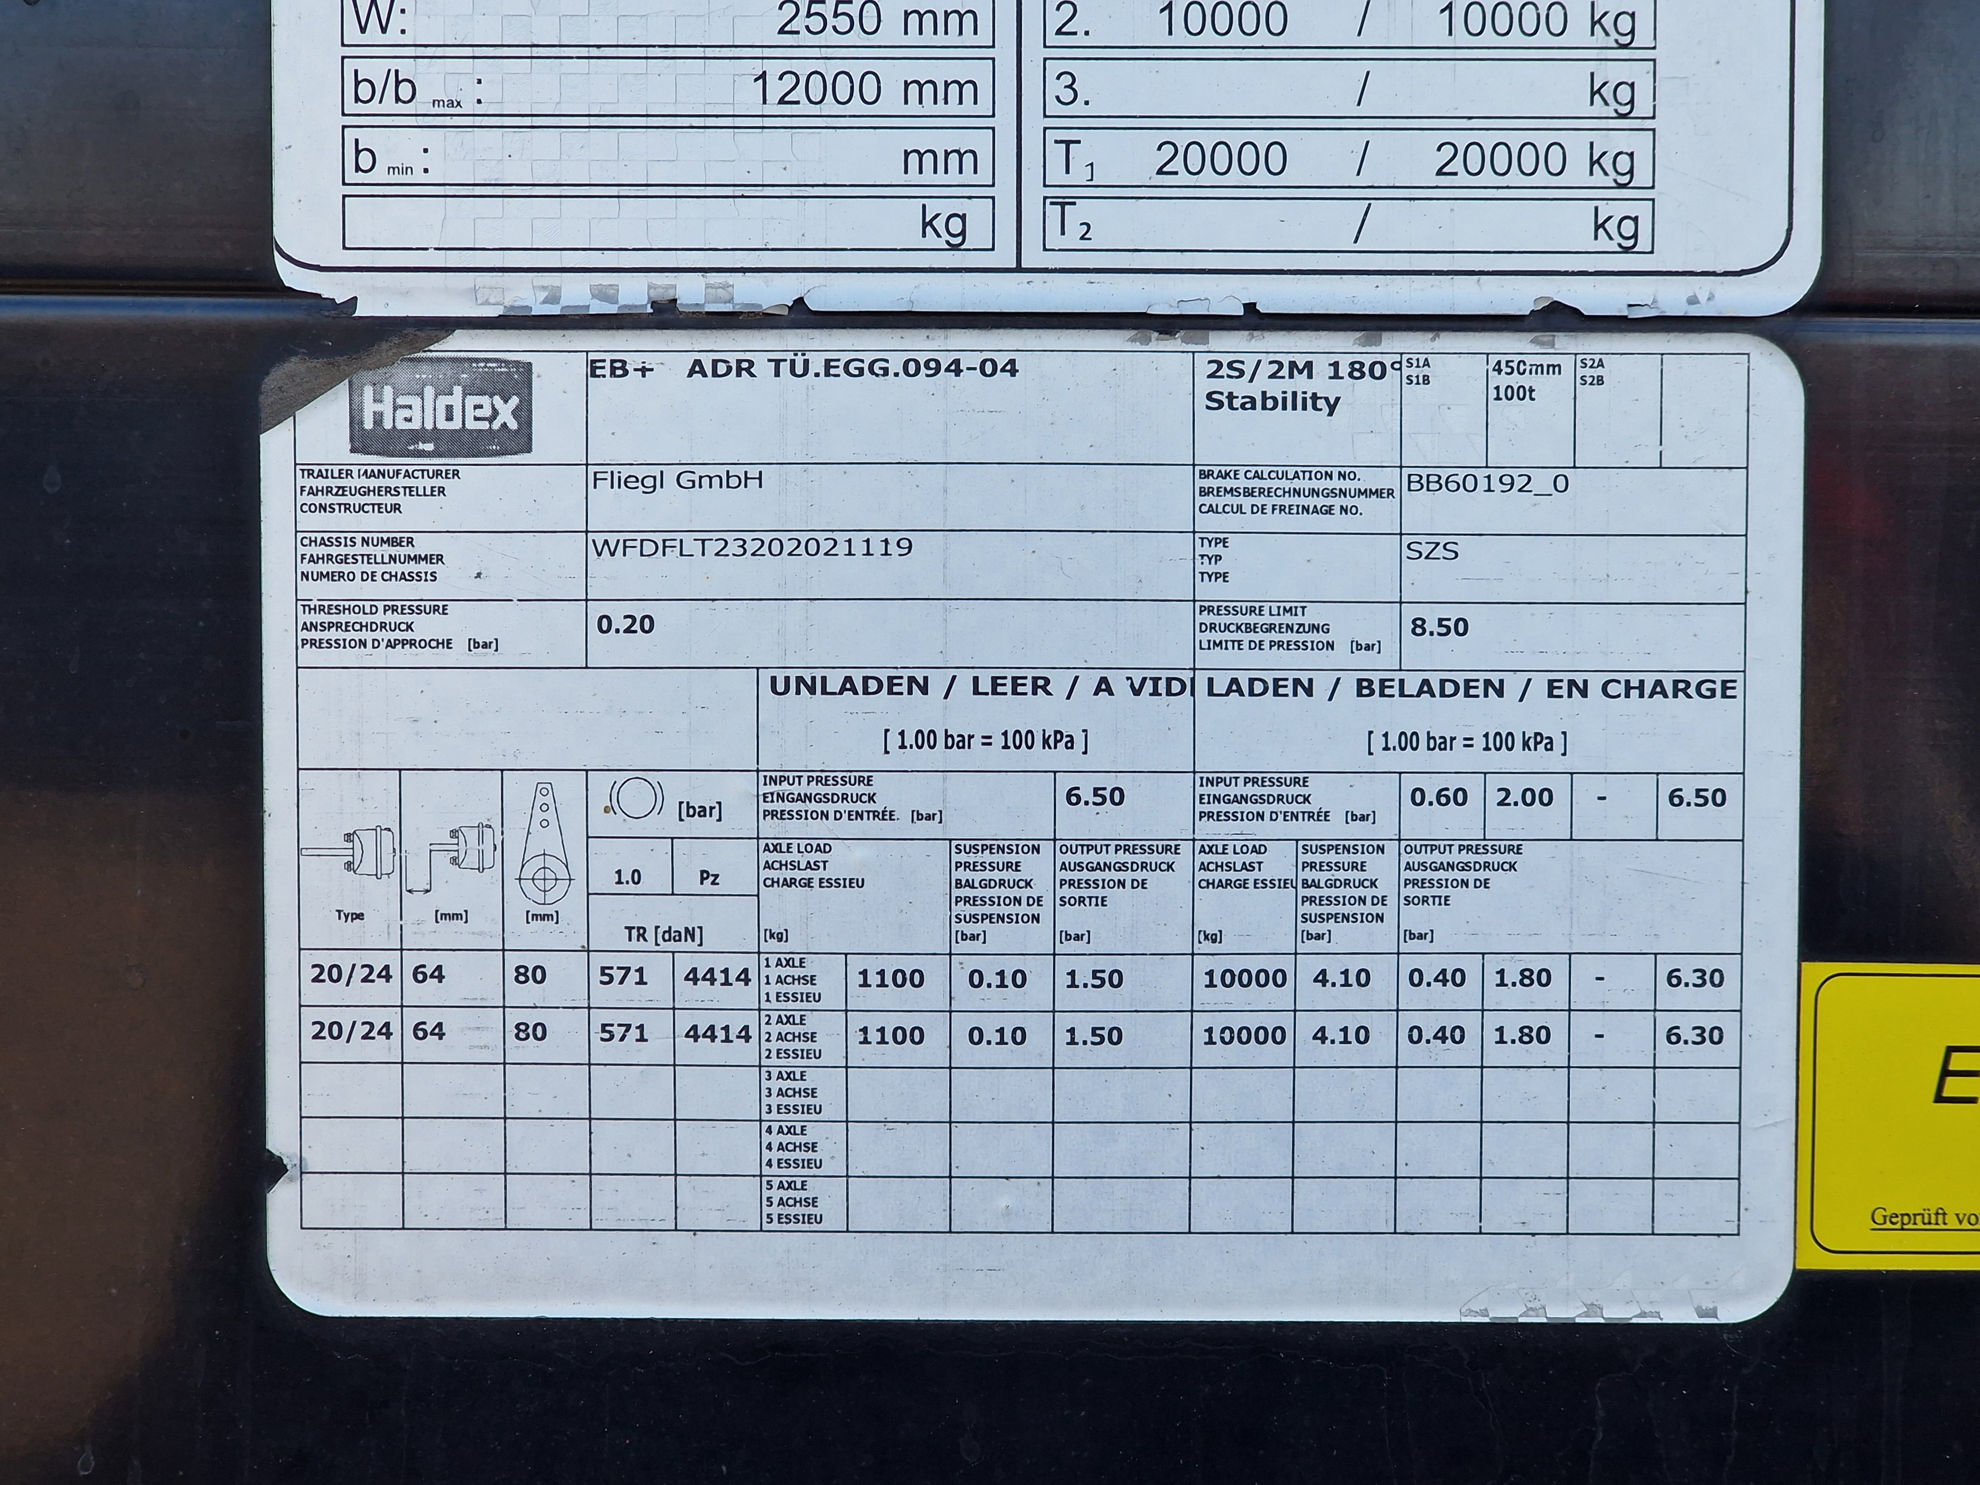 W: 2550 mm
b/b max : 12000 mm
b min : mm
kg
2. 10000 / 10000 kg
3. / kg
T1 20000 / 20000 kg
T2 / kg
Haldex
EB+ ADR TÜ.EGG.094-04
2S/2M 180°
Stability
S1A
S1B
450mm
100t
S2A
S2B
TRAILER MANUFACTURER
FAHRZEUGHERSTELLER
CONSTRUCTEUR
Fliegl GmbH
BRAKE CALCULATION NO.
BREMSBERECHNUNGSNUMMER
CALCUL DE FREINAGE NO.
BB60192_0
CHASSIS NUMBER
FAHRGESTELLNUMMER
NUMERO DE CHASSIS
WFDFLT23202021119
TYPE
TYP
TYPE
SZS
THRESHOLD PRESSURE
ANSPRECHDRUCK
PRESSION D'APPROCHE [bar]
0.20
PRESSURE LIMIT
DRUCKBEGRENZUNG
LIMITE DE PRESSION [bar]
8.50
UNLADEN / LEER / A VID
[ 1.00 bar = 100 kPa ]
LADEN / BELADEN / EN CHARGE
[ 1.00 bar = 100 kPa ]
Type
[mm]
[mm]
[bar]
1.0 Pz
TR [daN]
INPUT PRESSURE
EINGANGSDRUCK
PRESSION D'ENTRÉE. [bar]
6.50
INPUT PRESSURE
EINGANGSDRUCK
PRESSION D'ENTRÉE [bar]
0.60 2.00 - 6.50
AXLE LOAD
ACHSLAST
CHARGE ESSIEU
[kg]
SUSPENSION
PRESSURE
BALGDRUCK
PRESSION DE
SUSPENSION
[bar]
OUTPUT PRESSURE
AUSGANGSDRUCK
PRESSION DE
SORTIE
[bar]
AXLE LOAD
ACHSLAST
CHARGE ESSIEU
[kg]
SUSPENSION
PRESSURE
BALGDRUCK
PRESSION DE
SUSPENSION
[bar]
OUTPUT PRESSURE
AUSGANGSDRUCK
PRESSION DE
SORTIE
[bar]
20/24 64 80 571 4414
1 AXLE
1 ACHSE
1 ESSIEU
1100 0.10 1.50 10000 4.10 0.40 1.80 - 6.30
20/24 64 80 571 4414
2 AXLE
2 ACHSE
2 ESSIEU
1100 0.10 1.50 10000 4.10 0.40 1.80 - 6.30
3 AXLE
3 ACHSE
3 ESSIEU
4 AXLE
4 ACHSE
4 ESSIEU
5 AXLE
5 ACHSE
5 ESSIEU
E
Geprüft vo